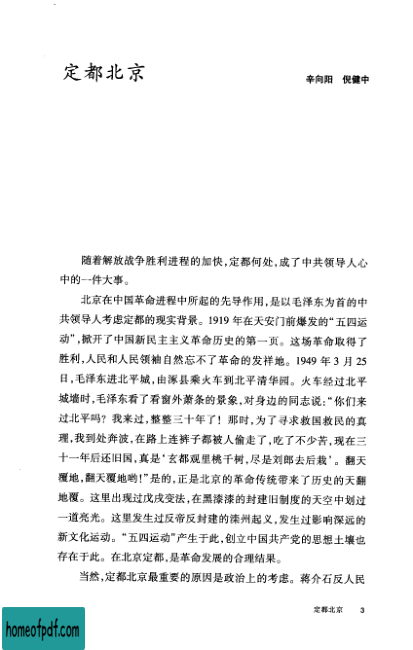 定都北京
辛向阳 倪健中
随着解放战争胜利进程的加快,定都何处,成了中共领导人心
中的一件大事。
北京在中国革命进程中所起的先导作用,是以毛泽东为首的中
共领导人考虑定都的现实背景。1919 年在天安门前爆发的“五四运
动”,掀开了中国新民主主义革命历史的第一页。这场革命取得了
胜利,人民和人民领袖自然忘不了革命的发祥地。1949 年 3 月 25
日,毛泽东进北平城,由涿县乘火车到北平清华园。火车经过北平
城墙时,毛泽东看了看窗外萧条的景象,对身边的同志说:“你们来
过北平吗? 我来过,整整三十年了! 那时,为了寻求救国救民的真
理,我到处奔波,在路上连裤子都被人偷走了,吃了不少苦,现在三
十一年后还旧国,真是‘玄都观里桃千树,尽是刘郎去后栽’。翻天
覆地,翻天覆地哟!”是的,正是北京的革命传统带来了历史的天翻
地覆。这里出现过戊戌变法,在黑漆漆的封建旧制度的天空中划过
一道亮光。这里发生过反帝反封建的滦州起义,发生过影响深远的
新文化运动。“五四运动”产生于此,创立中国共产党的思想土壤也
存在于此。在北京定都,是革命发展的合理结果。
当然,定都北京最重要的原因是政治上的考虑。蒋介石反人民
定都北京 3
homeofpdf.com